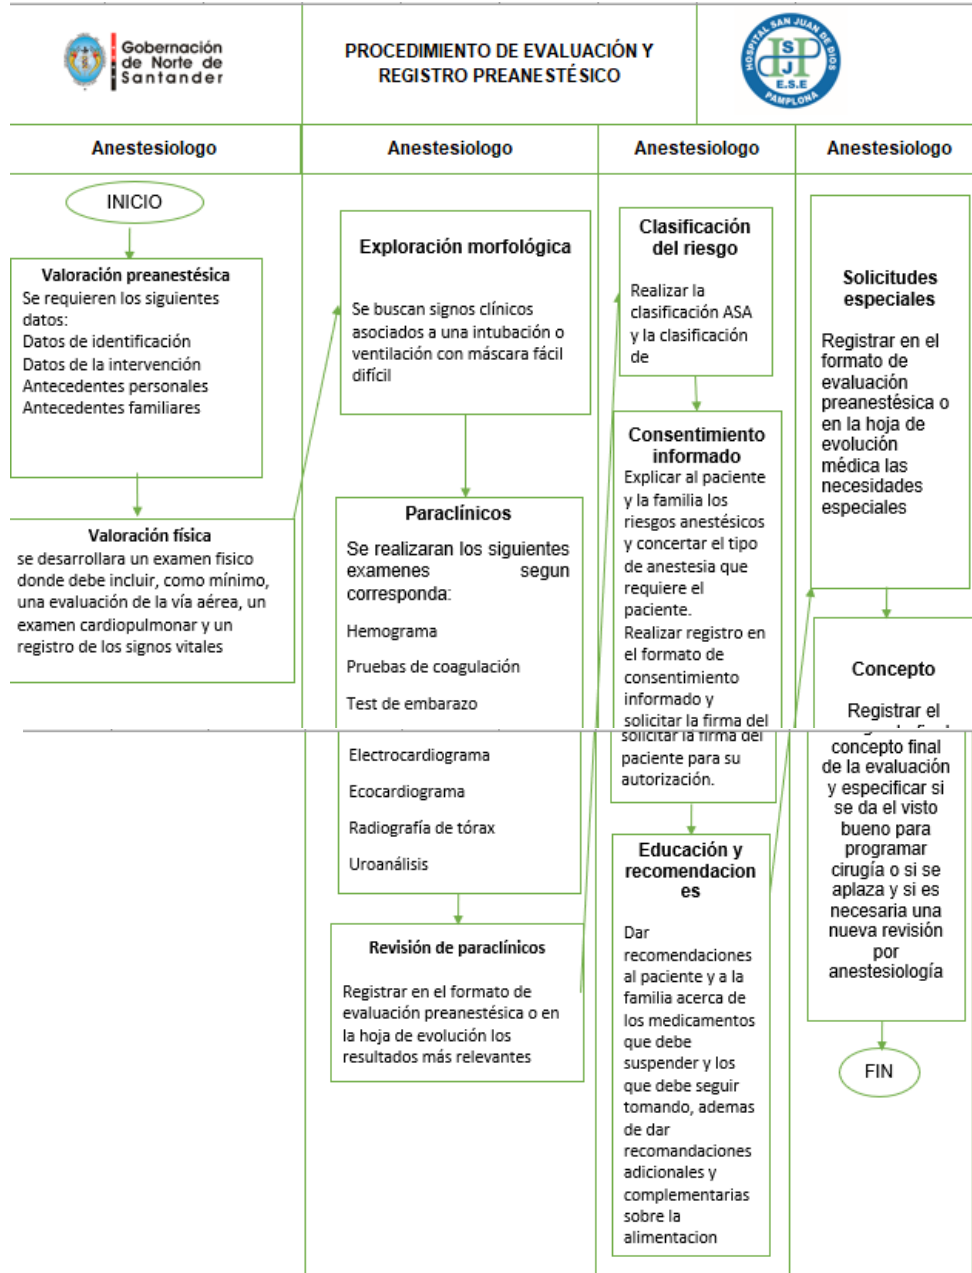 Gobernación
de Norte de
Santander
PROCEDIMIENTO DE EVALUACIÓN Y
REGISTRO PREANESTÉSICO
HOSPITAL SAN JUAN DE DIOS
S
J
E.S.E
PAMPLONA
Anestesiologo
Anestesiologo
Anestesiologo
Anestesiologo
INICIO
Valoración preanestésica
Se requieren los siguientes
datos:
Datos de identificación
Datos de la intervención
Antecedentes personales
Antecedentes familiares
Valoración física
se desarrollara un examen fisico
donde debe incluir, como mínimo,
una evaluación de la vía aérea, un
examen cardiopulmonar y un
registro de los signos vitales
Exploración morfológica
Se buscan signos clínicos
asociados a una intubación o
ventilación con máscara fácil
difícil
Paraclínicos
Se realizaran los siguientes
examenes segun
corresponda:
Hemograma
Pruebas de coagulación
Test de embarazo
Electrocardiograma
Ecocardiograma
Radiografía de tórax
Uroanálisis
Revisión de paraclínicos
Registrar en el formato de
evaluación preanestésica o en
la hoja de evolución los
resultados más relevantes
Clasificación
del riesgo
Realizar la
clasificación ASA
y la clasificación
de
Consentimiento
informado
Explicar al paciente
y la familia los
riesgos anestésicos
y concertar el tipo
de anestesia que
requiere el
paciente.
Realizar registro en
el formato de
consentimiento
informado y
solicitar la firma del
solicitar la firma del
paciente para su
autorización.
Educación y
recomendacion
es
Dar
recomendaciones
al paciente y a la
familia acerca de
los medicamentos
que debe
suspender y los
que debe seguir
tomando, ademas
de dar
recomandaciones
adicionales y
complementarias
sobre la
alimentacion
Solicitudes
especiales
Registrar en el
formato de
evaluación
preanestésica o
en la hoja de
evolución
médica las
necesidades
especiales
Concepto
Registrar el
concepto final
de la evaluación
y especificar si
se da el visto
bueno para
programar
cirugía o si se
aplaza y si es
necesaria una
nueva revisión
por
anestesiología
FIN